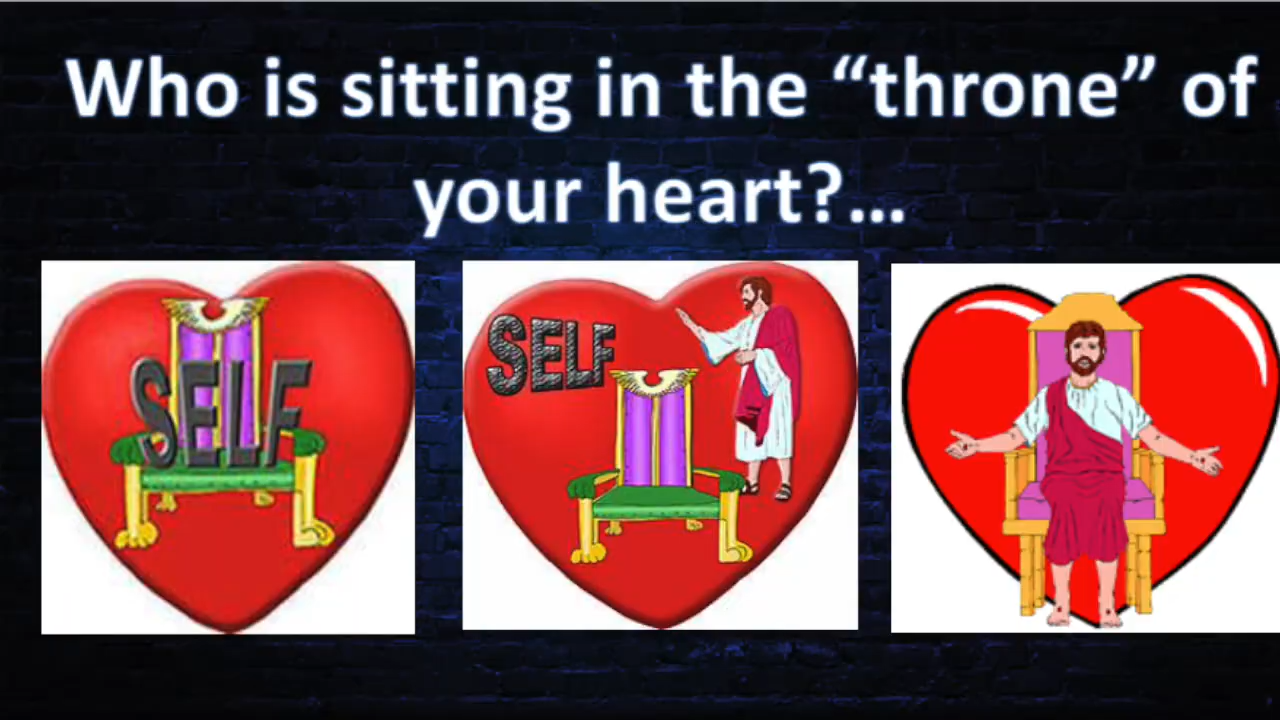 Who is sitting in the “throne” of
your heart?...
SELF
SELF